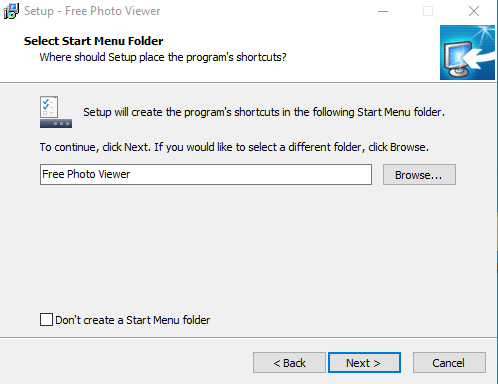 Setup - Free Photo Viewer
Select Start Menu Folder
Where should Setup place the program's shortcuts?
Setup will create the program's shortcuts in the following Start Menu folder.
To continue, click Next. If you would like to select a different folder, click Browse.
Free Photo Viewer
Browse...
Don't create a Start Menu folder
< Back
Next >
Cancel